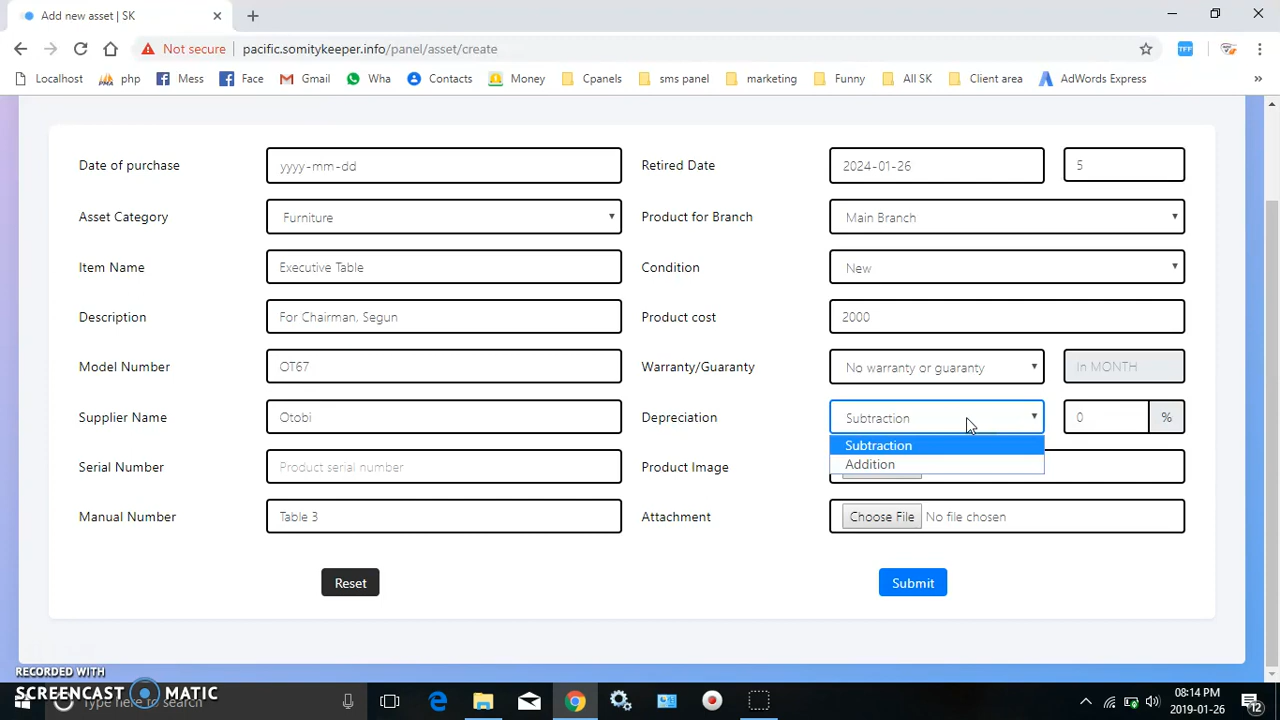 Add new asset | SK
Not secure
pacific.somitykeeper.info/panel/asset/create
TFF
Localhost
php
Mess
Face
Gmail
Wha
Contacts
Money
Cpanels
sms panel
marketing
Funny
All SK
Client area
AdWords Express
»
Date of purchase
yyyy-mm-dd
Retired Date
2024-01-26
5
Asset Category
Furniture
Product for Branch
Main Branch
Item Name
Executive Table
Condition
New
Description
For Chairman, Segun
Product cost
2000
Model Number
OT67
Warranty/Guaranty
No warranty or guaranty
In MONTH
Supplier Name
Otobi
Depreciation
Subtraction
0
%
Subtraction
Addition
Serial Number
Product serial number
Product Image
Manual Number
Table 3
Attachment
Choose File
No file chosen
Reset
Submit
RECORDED WITH
SCREENCAST MATIC
Type here to search
08:14 PM
2019-01-26
12